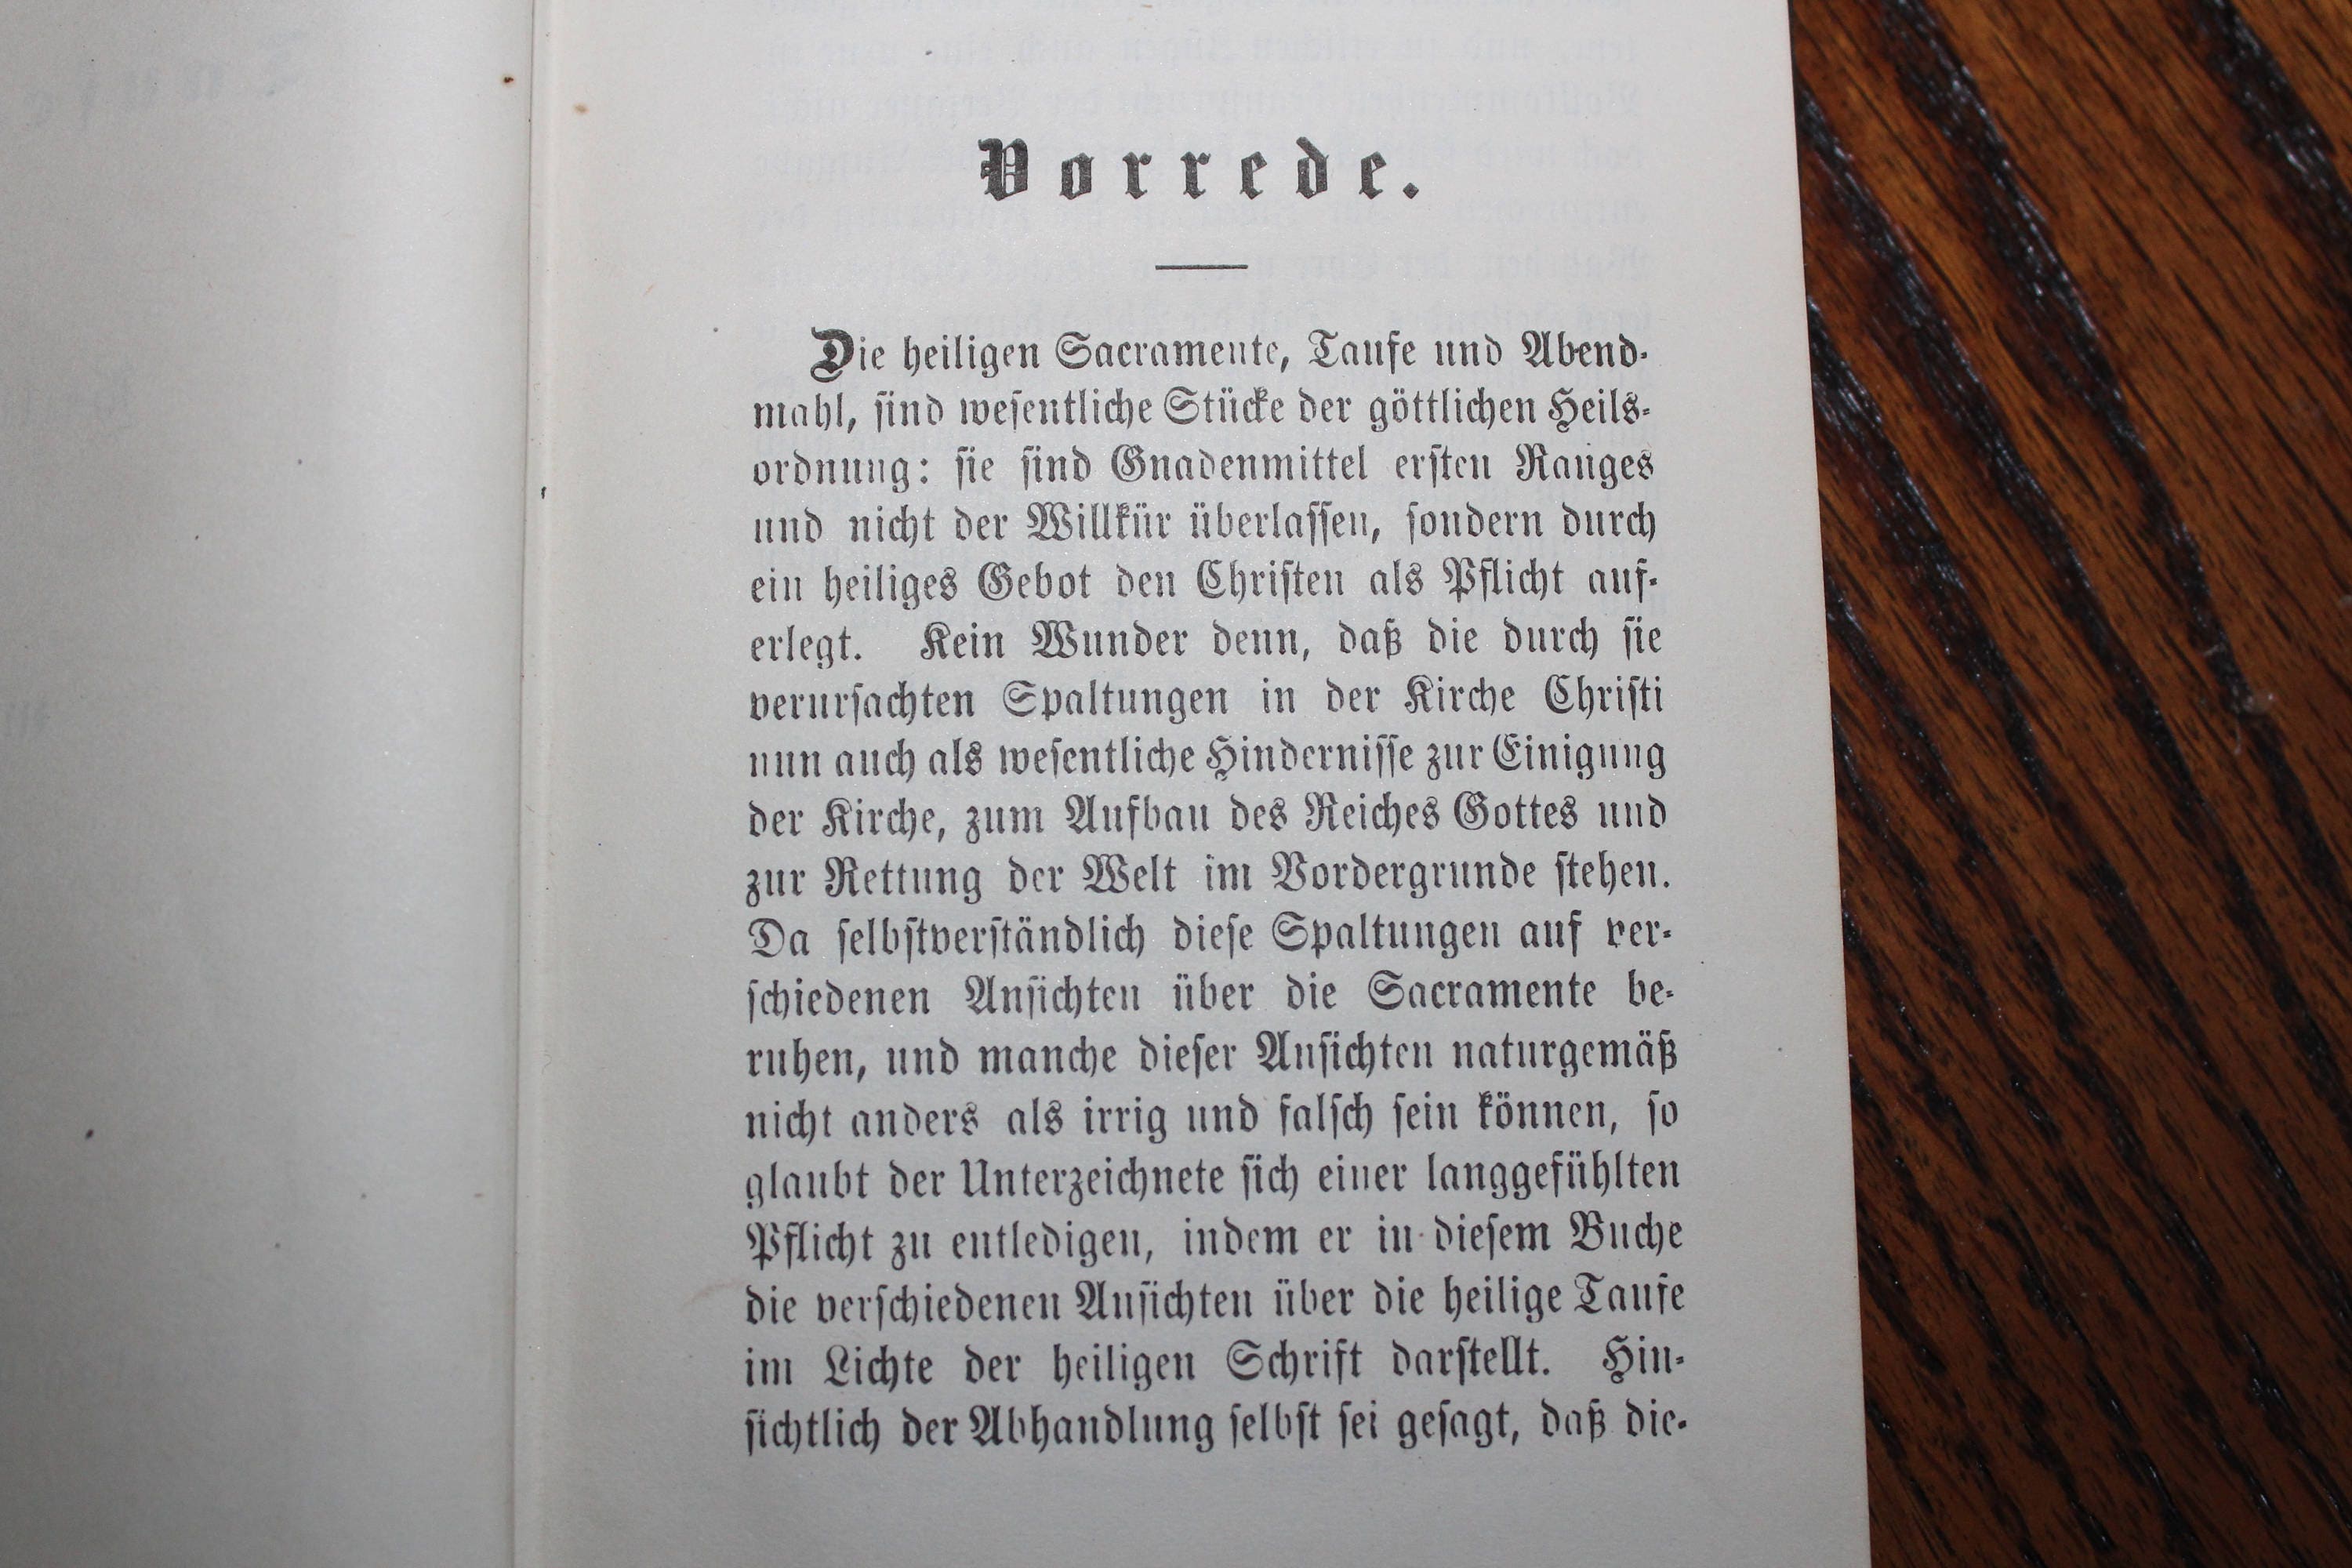 Vorrede.
Die heiligen Sacramente, Taufe und Abend-
mahl, sind wesentliche Stücke der göttlichen Heils-
ordnung: sie sind Gnadenmittel ersten Ranges
und nicht der Willkür überlassen, sondern durch
ein heiliges Gebot den Christen als Pflicht auf-
erlegt. Kein Wunder denn, daß die durch sie
verursachten Spaltungen in der Kirche Christi
nun auch als wesentliche Hindernisse zur Einigung
der Kirche, zum Aufbau des Reiches Gottes und
zur Rettung der Welt im Vordergrunde stehen.
Da selbstverständlich diese Spaltungen auf ver-
schiedenen Ansichten über die Sacramente be-
ruhen, und manche dieser Ansichten naturgemäß
nicht anders als irrig und falsch sein können, so
glaubt der Unterzeichnete sich einer langgefühlten
Pflicht zu entledigen, indem er in diesem Buche
die verschiedenen Ansichten über die heilige Taufe
im Lichte der heiligen Schrift darstellt. Hin-
sichtlich der Abhandlung selbst sei gesagt, daß die-